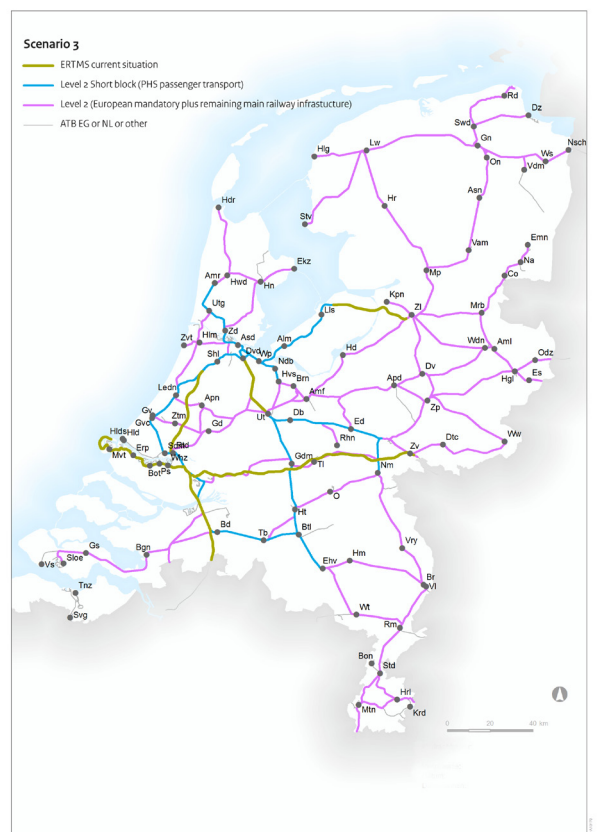 Scenario 3
ERTMS current situation
Level 2 Short block (PHS passenger transport)
Level 2 (European mandatory plus remaining main railway infrastucture)
ATB EG or NL or other
Rd
Dz
Swd
Gn
Nsch
Hlg
Lw
Ws
On
Vdm
Hdr
Hr
Asn
Stv
Emn
Vam
Na
Ekz
Mp
Co
Amr
Hwd
Hn
Kpn
Utg
Lls
Zl
Mrb
Zd
Hlm
Asd
Alm
Zvt
Dvd
Wp
Hd
Wdn
Aml
Shl
Ndb
Odz
Hvs
Brn
Dv
Hgl
Es
Ledn
Apn
Amf
Apd
Zp
Gv
Gvc
Ztm
Ut
Db
Gd
Ed
Ww
Hlds
Hld
Rhn
Zv
Dtc
Mvt
Erp
Gdm
Tl
Nm
Bot
Ps
O
Ht
Bd
Tb
Btl
Vry
Gs
Bgn
Ehv
Hm
Vs
Sloe
Br
Vl
Tnz
Wt
Svg
Rm
Bon
Std
Hrl
Mtn
Krd
0 20 40 km